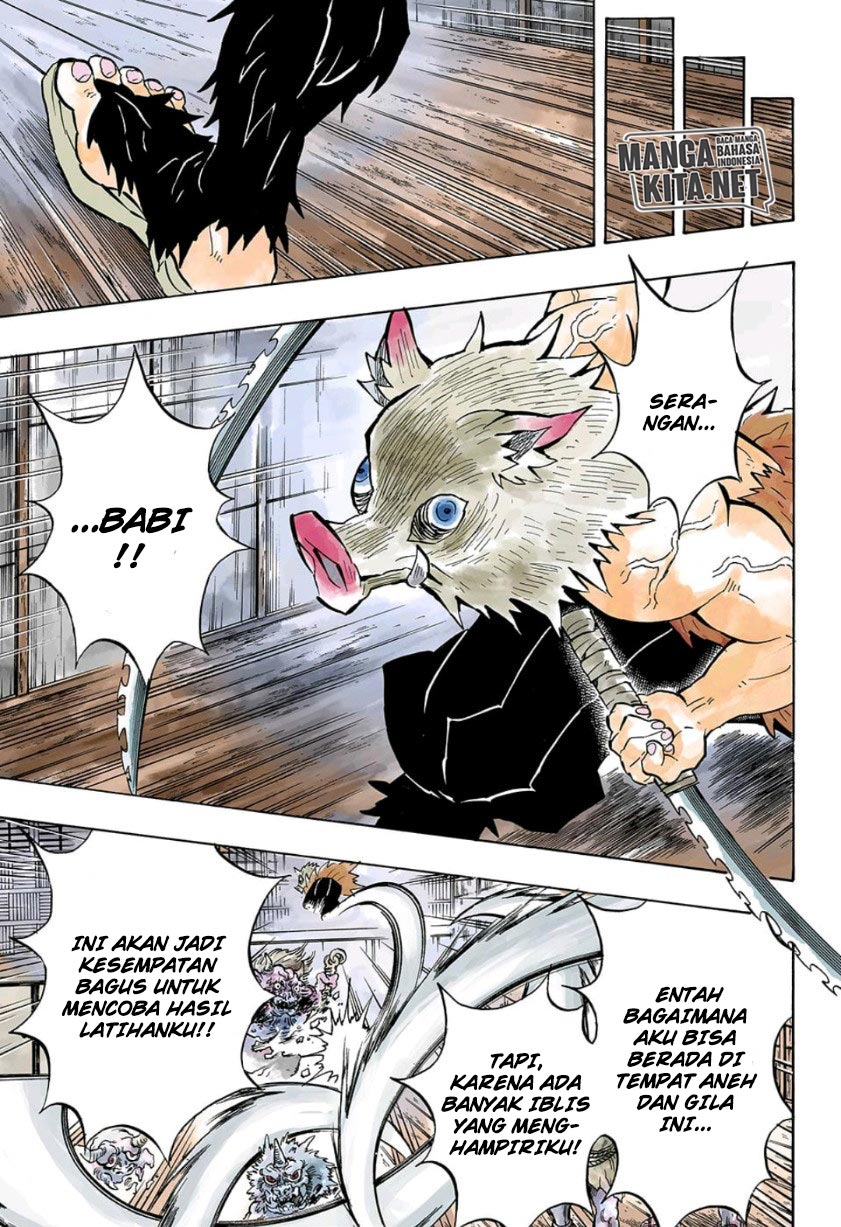 MANGA
KITA.NET
BACA MANGA
BAHASA
INDONESIA
SERA-
NGAN...
...BABI
!!
ENTAH
BAGAIMANA
AKU BISA
BERADA DI
TEMPAT ANEH
DAN GILA
INI...
TAPI,
KARENA ADA
BANYAK IBLIS
YANG MENG-
HAMPIRIKU!
INI AKAN JADI
KESEMPATAN
BAGUS UNTUK
MENCOBA HASIL
LATIHANKU!!